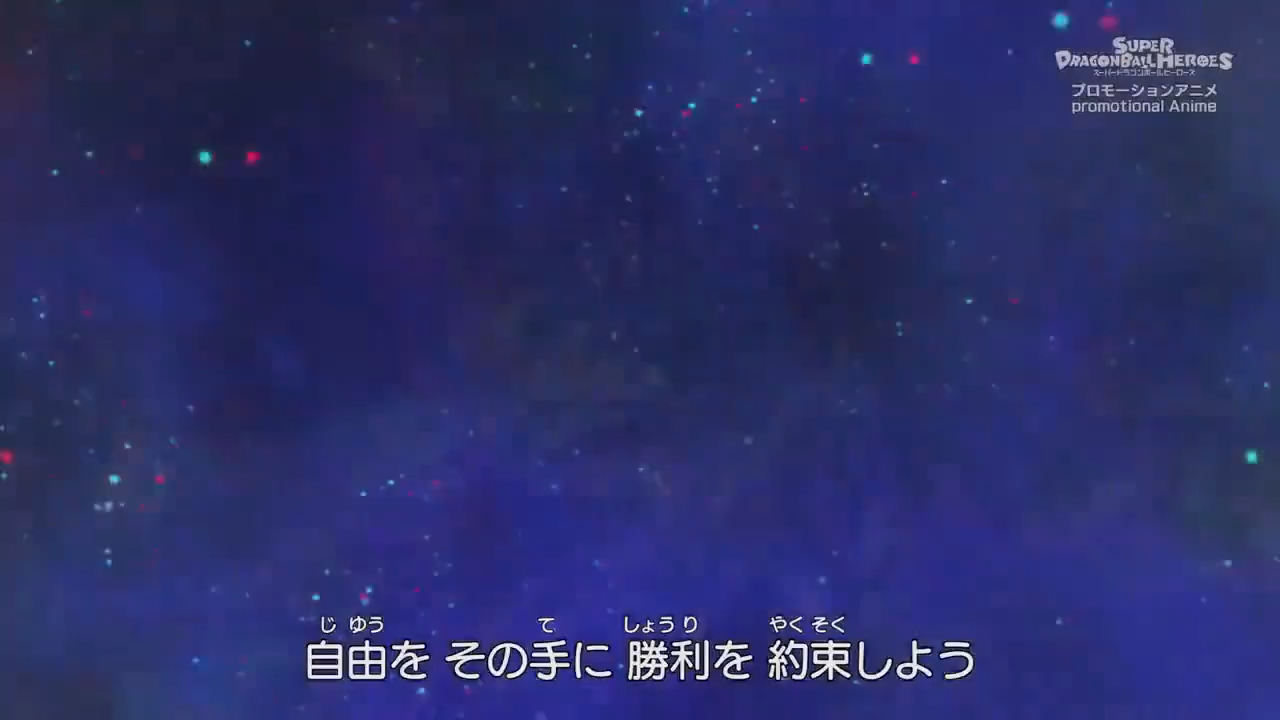 SUPER
DRAGONBALL HEROES
スーパードラゴンボールヒーローズ
プロモーションアニメ
promotional Anime
じ ゆう て しょう り やく そく
自由を その手に 勝利を 約束しよう